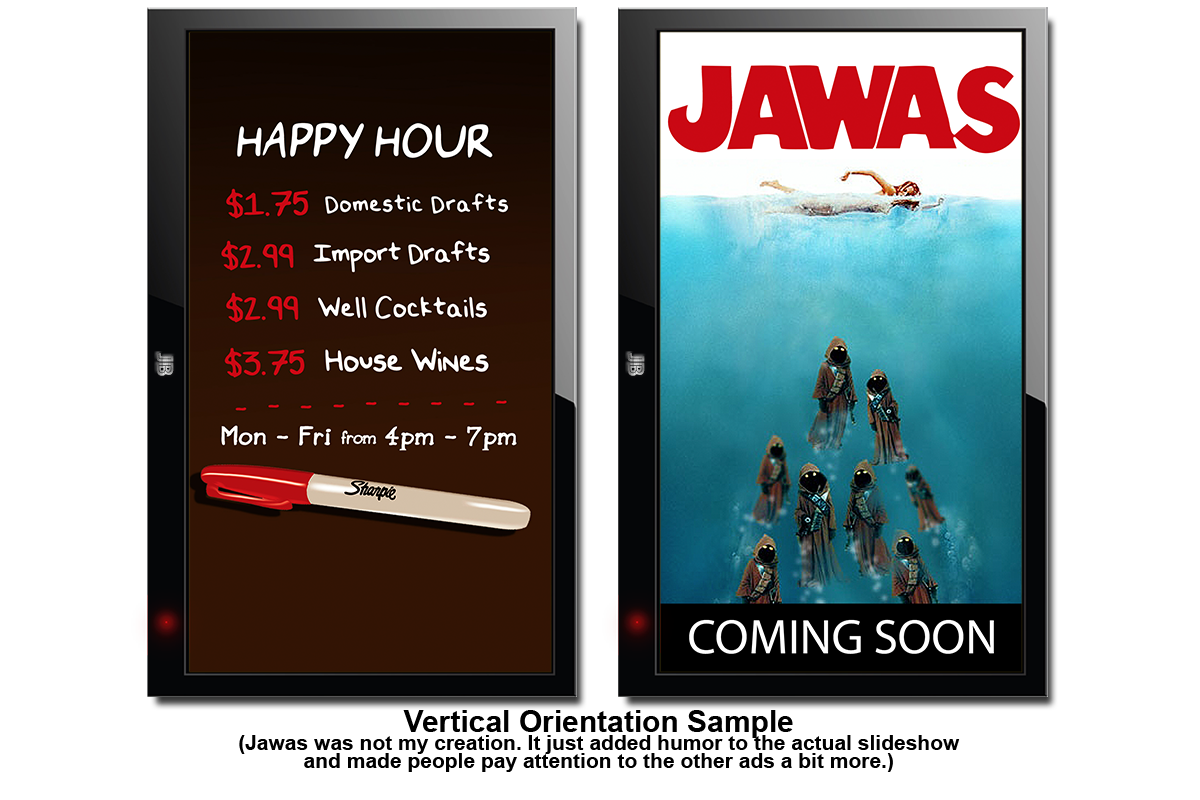 HAPPY HOUR
$1.75 Domestic Drafts
$2.99 Import Drafts
$2.99 Well Cocktails
$3.75 House Wines
Mon - Fri from 4pm - 7pm
Sharpie
JAWAS
COMING SOON
Vertical Orientation Sample
(Jawas was not my creation. It just added humor to the actual slideshow
and made people pay attention to the other ads a bit more.)